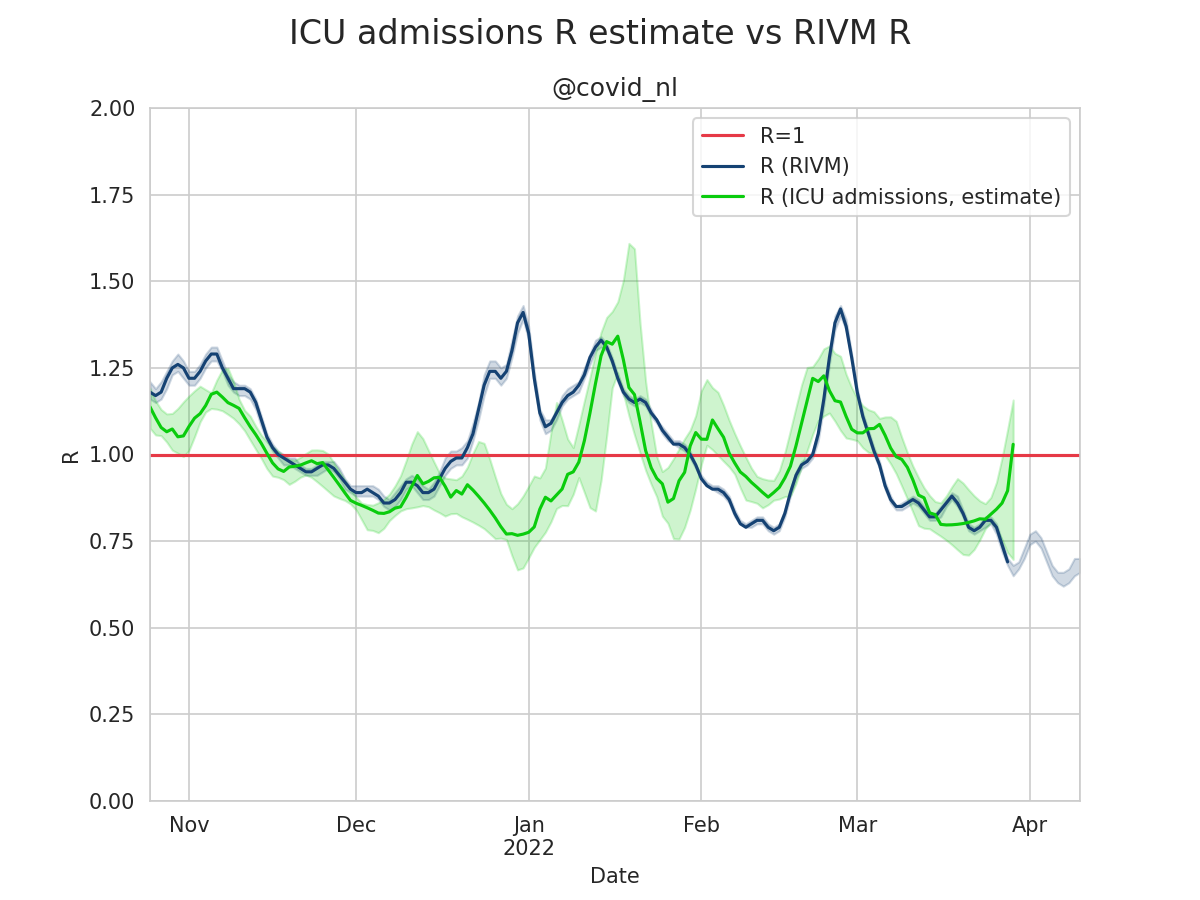 ICU admissions R estimate vs RIVM R
@covid_nl
2.00
1.75
1.50
1.25
1.00
0.75
0.50
0.25
0.00
R
R=1
R (RIVM)
R (ICU admissions, estimate)
Nov
Dec
Jan
2022
Feb
Mar
Apr
Date